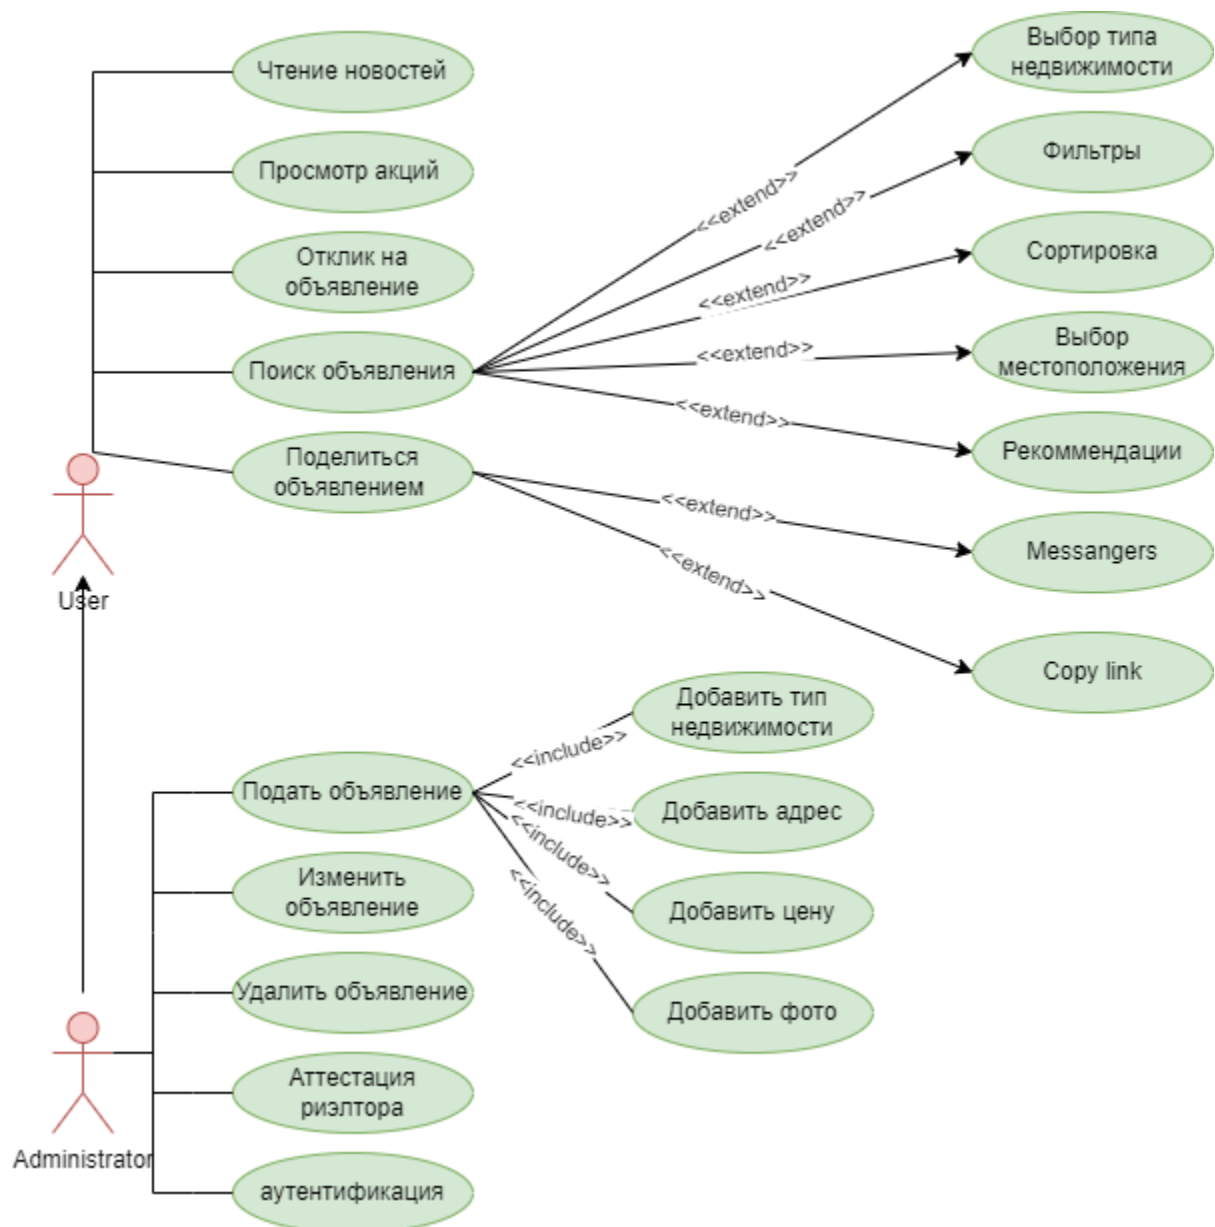 Чтение новостей
Просмотр акций
Отклик на
объявление
Поиск объявления
Поделиться
объявлением
User
<<extend>>
<<extend>>
<<extend>>
<<extend>>
<<extend>>
<<extend>>
<<extend>>
Выбор типа
недвижимости
Фильтры
Сортировка
Выбор
местоположения
Рекоммендации
Messangers
Copy link
Подать объявление
Изменить
объявление
Удалить объявление
Аттестация
риэлтора
аутентификация
Administrator
<<include>>
<<include>>
<<include>>
<<include>>
Добавить тип
недвижимости
Добавить адрес
Добавить цену
Добавить фото